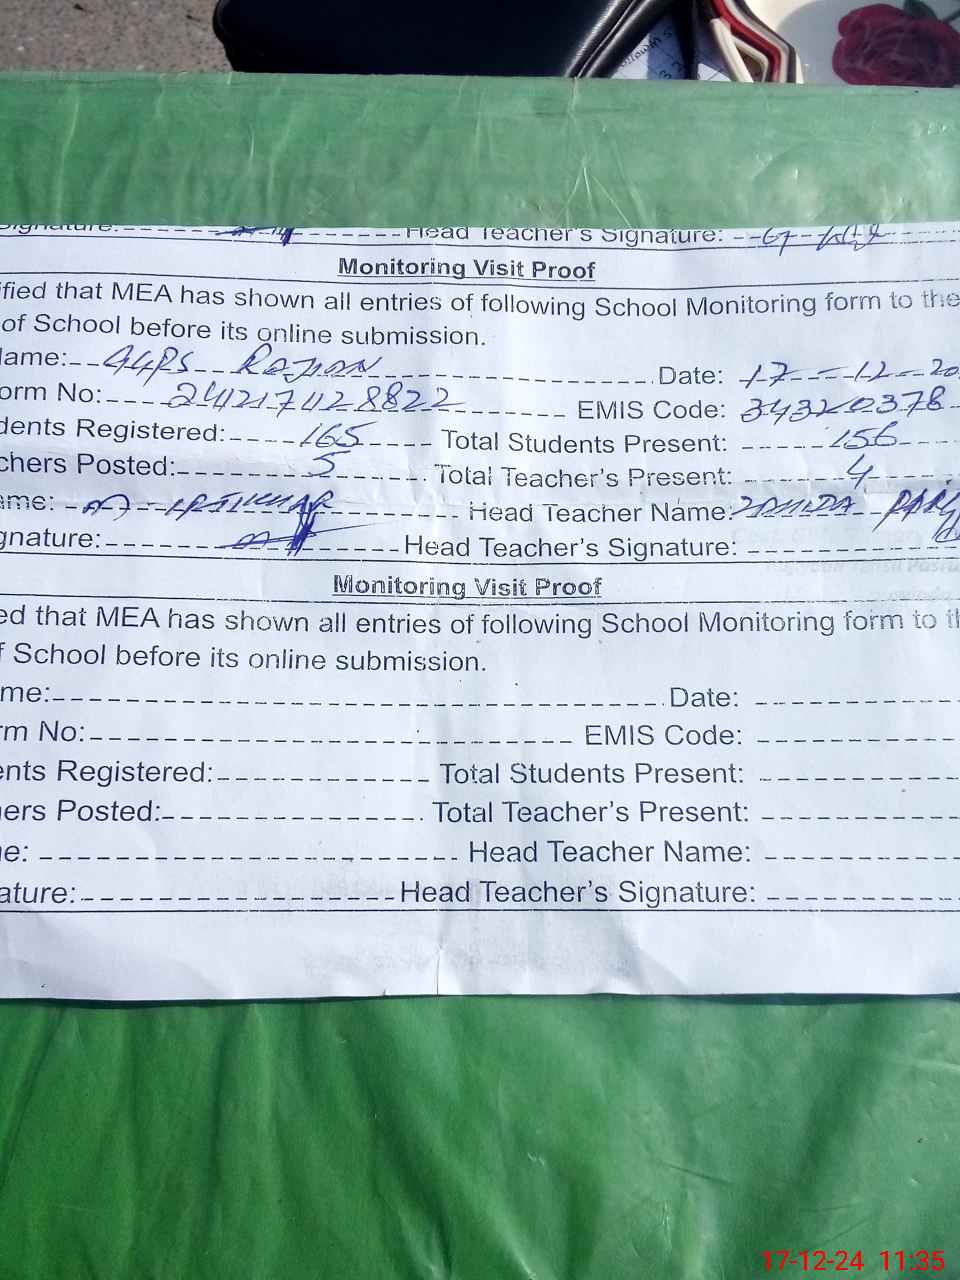 Signature: Head Teacher's Signature:
Monitoring Visit Proof
ified that MEA has shown all entries of following School Monitoring form to the
of School before its online submission.
ame: GGPS Date: 17-12-20
orm No: EMIS Code: 34320378
dents Registered: 165 Total Students Present: 156
chers Posted: 5 Total Teacher's Present: 4
ame: Head Teacher Name:
gnature: Head Teacher's Signature:
Monitoring Visit Proof
ed that MEA has shown all entries of following School Monitoring form to th
f School before its online submission.
me: Date:
rm No: EMIS Code:
ents Registered: Total Students Present:
ers Posted: Total Teacher's Present:
e: Head Teacher Name:
ature: Head Teacher's Signature:
17-12-24 11:35